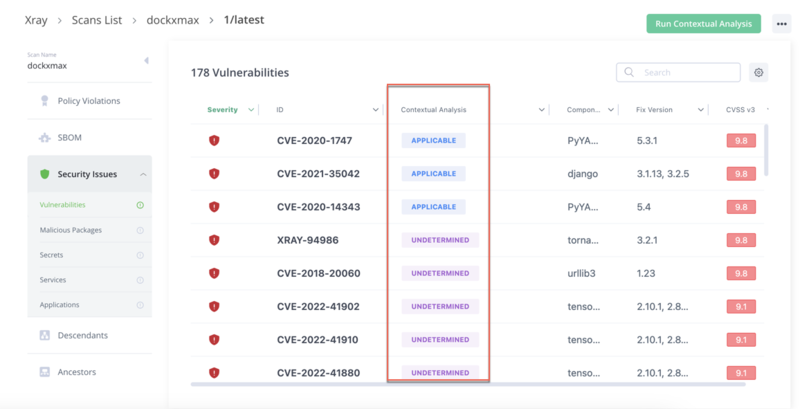 Xray > Scans List > dockxmax > 1/latest
Run Contextual Analysis
Scan Name
dockxmax
Policy Violations
SBOM
Security Issues
Vulnerabilities
Malicious Packages
Secrets
Services
Applications
Descendants
Ancestors
178 Vulnerabilities
Search
Severity ID Contextual Analysis Compon... Fix Version CVSS v3
CVE-2020-1747 APPLICABLE PyYA... 5.3.1 9.8
CVE-2021-35042 APPLICABLE django 3.1.13, 3.2.5 9.8
CVE-2020-14343 APPLICABLE PyYA... 5.4 9.8
XRAY-94986 UNDETERMINED torna... 3.2.1 9.8
CVE-2018-20060 UNDETERMINED urllib3 1.23 9.8
CVE-2022-41902 UNDETERMINED tenso... 2.10.1, 2.8... 9.1
CVE-2022-41910 UNDETERMINED tenso... 2.10.1, 2.8... 9.1
CVE-2022-41880 UNDETERMINED tenso... 2.10.1, 2.8... 9.1